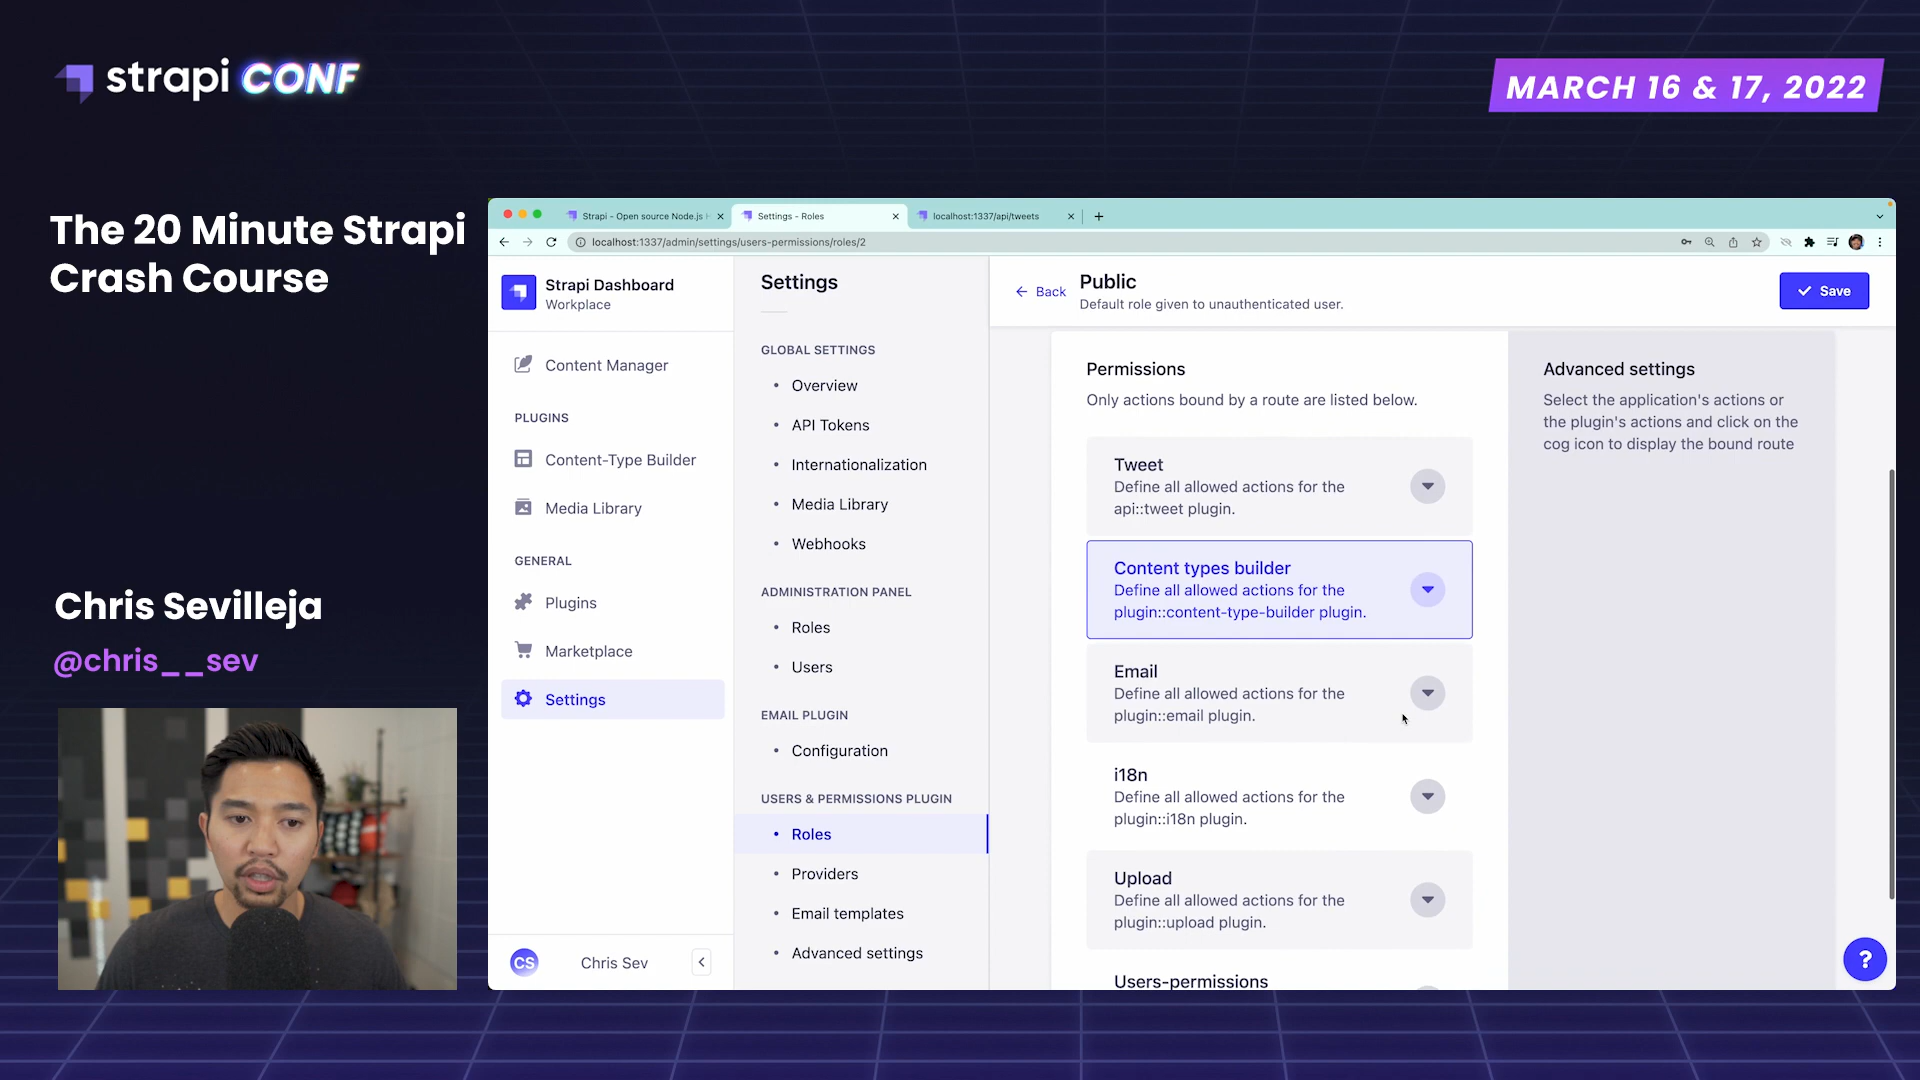 strapi CONF
MARCH 16 & 17, 2022
The 20 Minute Strapi
Crash Course
Chris Sevilleja
@chris__sev
Strapi - Open source Node.js
Settings - Roles
localhost:1337/api/tweets
localhost:1337/admin/settings/users-permissions/roles/2
Strapi Dashboard
Workplace
Content Manager
PLUGINS
Content-Type Builder
Media Library
GENERAL
Plugins
Marketplace
Settings
CS
Chris Sev
Settings
GLOBAL SETTINGS
Overview
API Tokens
Internationalization
Media Library
Webhooks
ADMINISTRATION PANEL
Roles
Users
EMAIL PLUGIN
Configuration
USERS & PERMISSIONS PLUGIN
Roles
Providers
Email templates
Advanced settings
Back
Public
Default role given to unauthenticated user.
Save
Permissions
Only actions bound by a route are listed below.
Tweet
Define all allowed actions for the
api::tweet plugin.
Content types builder
Define all allowed actions for the
plugin::content-type-builder plugin.
Email
Define all allowed actions for the
plugin::email plugin.
i18n
Define all allowed actions for the
plugin::i18n plugin.
Upload
Define all allowed actions for the
plugin::upload plugin.
Users-permissions
Advanced settings
Select the application's actions or
the plugin's actions and click on the
cog icon to display the bound route
?